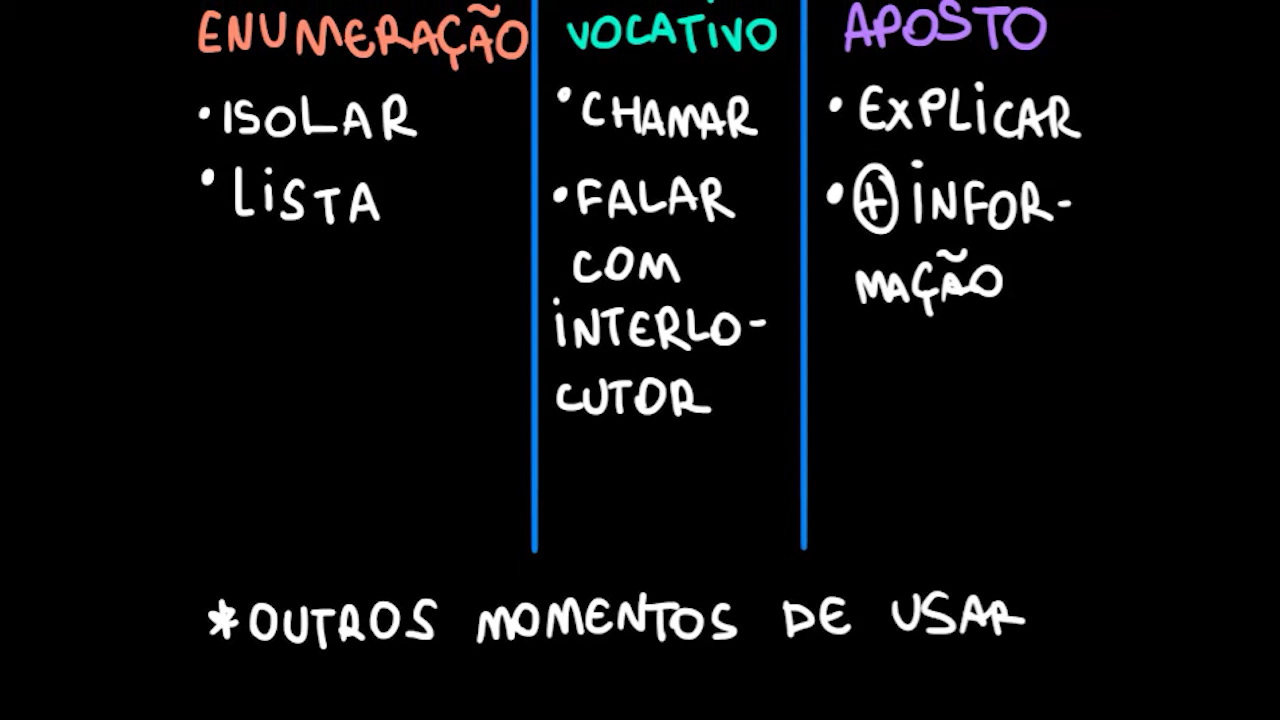 ENUMERAÇÃO
• ISOLAR
• LISTA
VOCATIVO
• CHAMAR
• FALAR
COM
INTERLO-
CUTOR
APOSTO
• EXPLICAR
• ⊕ INFOR-
MAÇÃO
*OUTROS MOMENTOS DE USAR